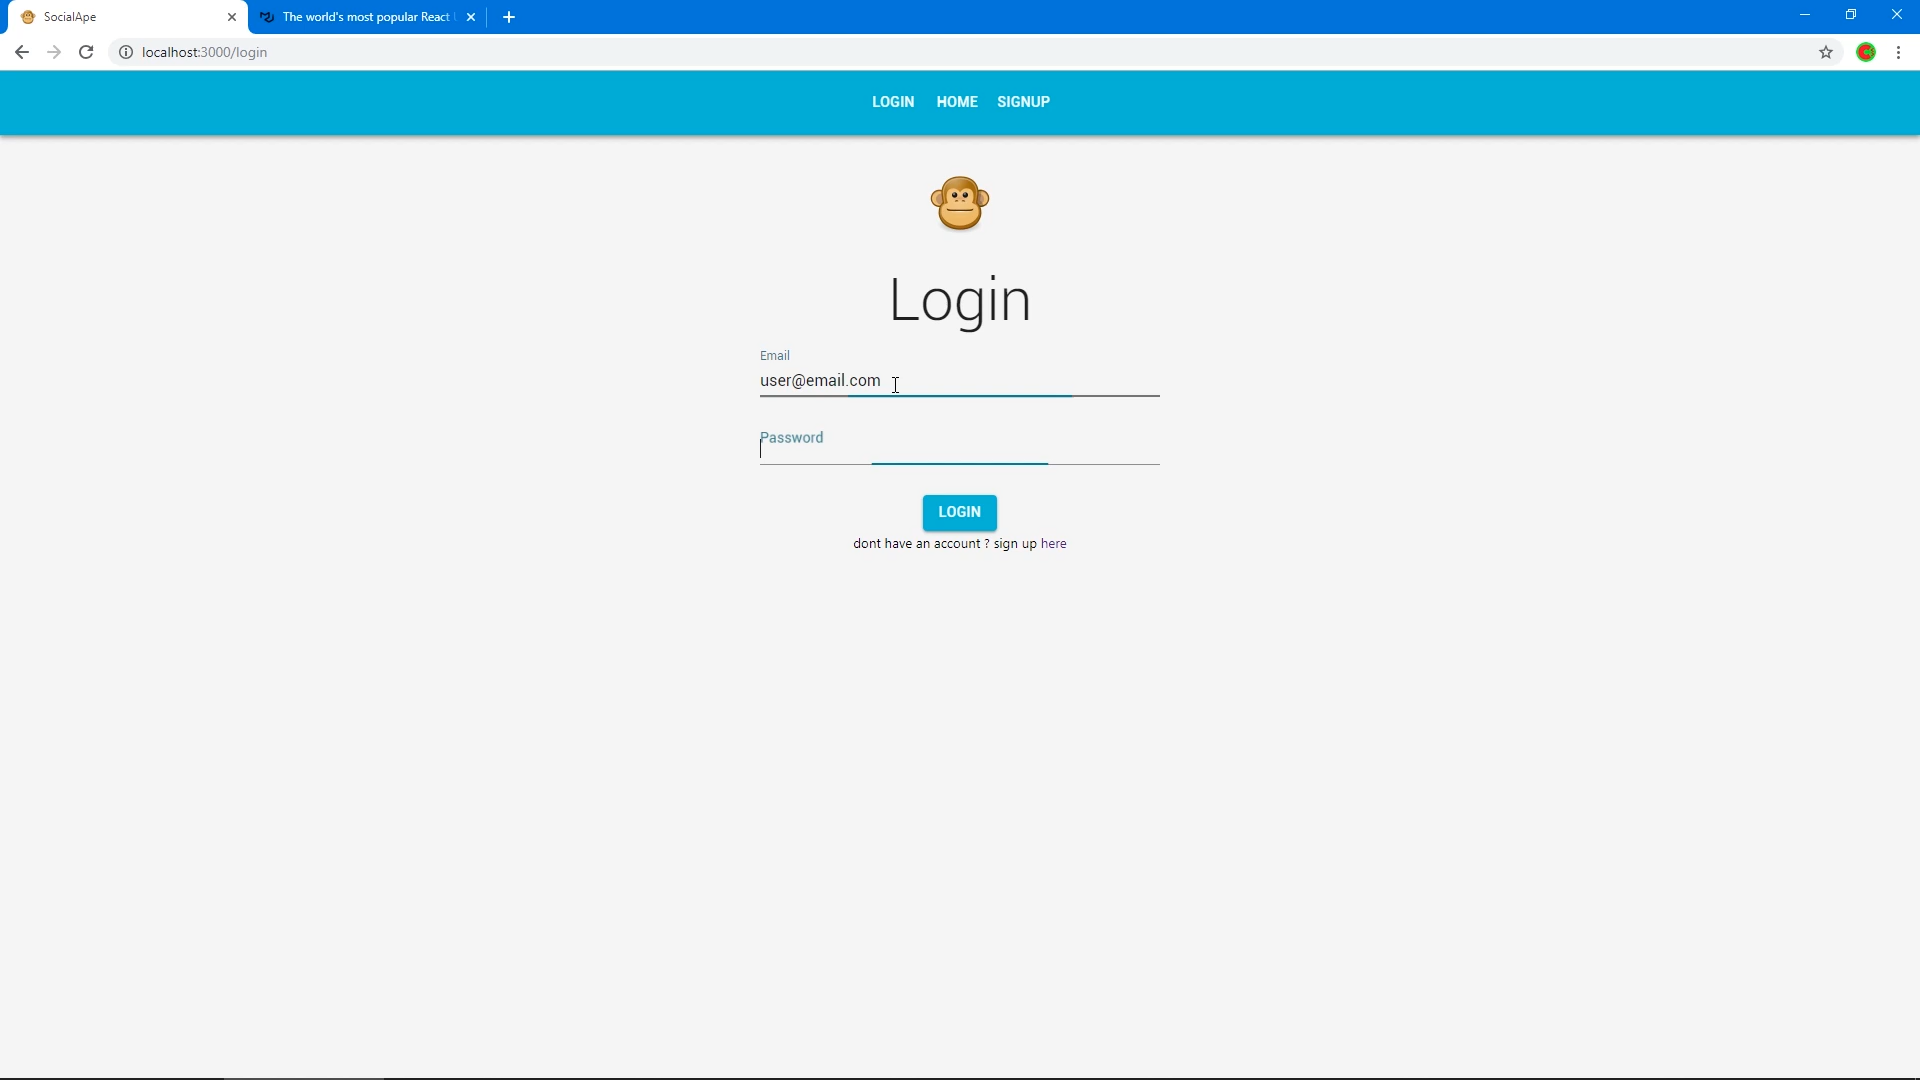 SocialApe
The world's most popular React
localhost:3000/login
LOGIN HOME SIGNUP
Login
Email
user@email.com
Password
LOGIN
dont have an account ? sign up here